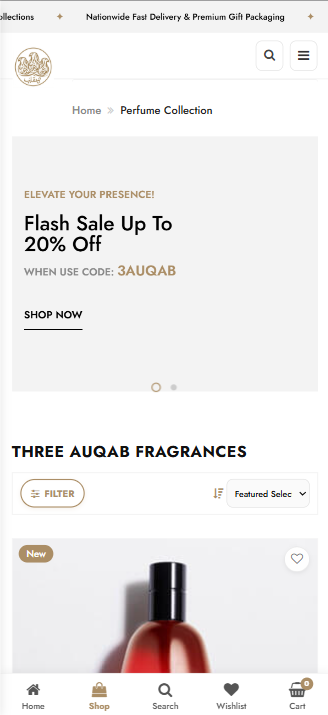 ollections ✦ Nationwide Fast Delivery & Premium Gift Packaging ✦
Home » Perfume Collection
ELEVATE YOUR PRESENCE!
Flash Sale Up To
20% Off
WHEN USE CODE: 3AUQAB
SHOP NOW
THREE AUQAB FRAGRANCES
FILTER
Featured Selec
New
Home
Shop
Search
Wishlist
0
Cart